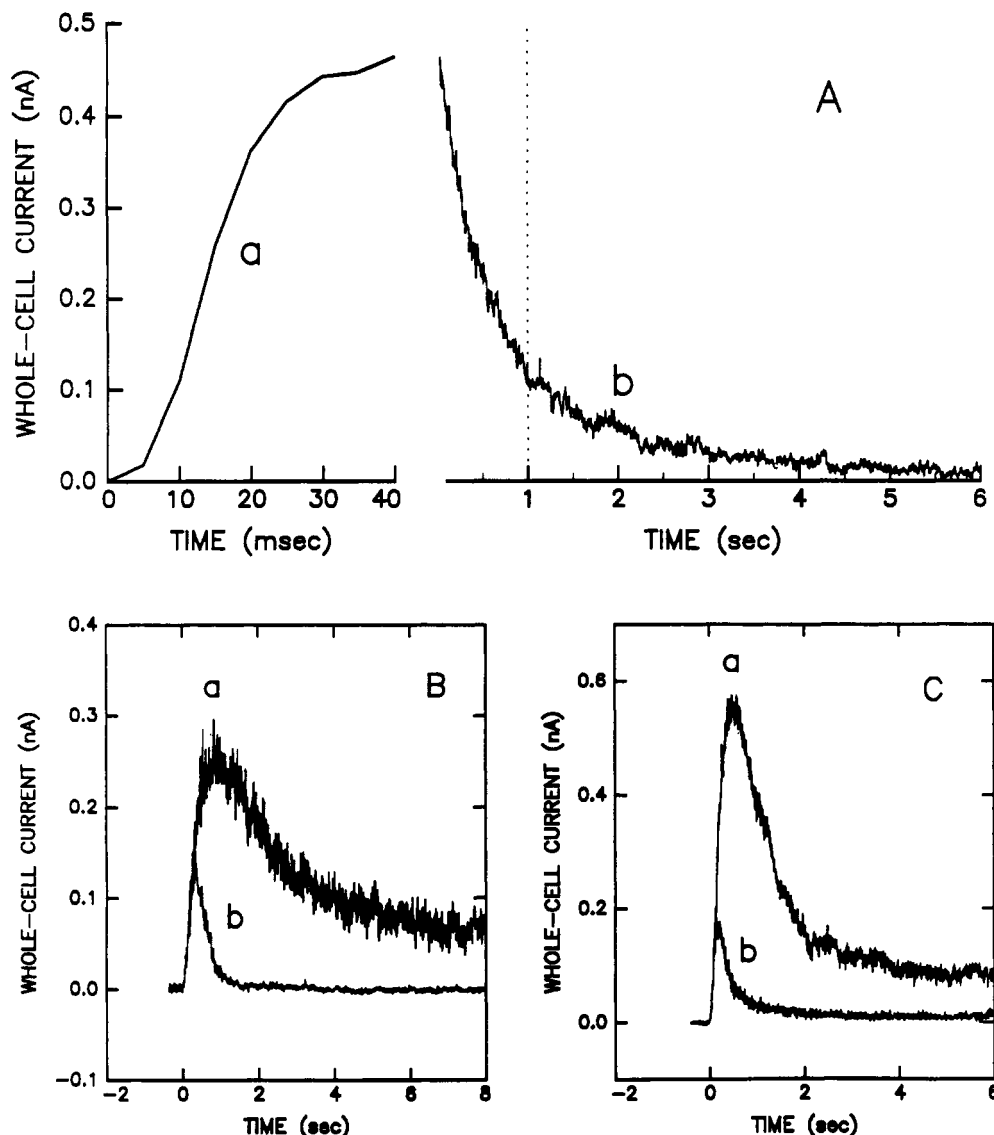 WHOLE-CELL CURRENT (nA)
0.5
0.4
0.3
0.2
0.1
0.0
A
a
b
0 10 20 30 40
1 2 3 4 5 6
TIME (msec)
TIME (sec)
WHOLE-CELL CURRENT (nA)
0.4
0.3
0.2
0.1
0.0
-0.1
a
B
b
-2 0 2 4 6 8
TIME (sec)
WHOLE-CELL CURRENT (nA)
0.6
0.4
0.2
0.0
a
C
b
-2 0 2 4 6
TIME (sec)